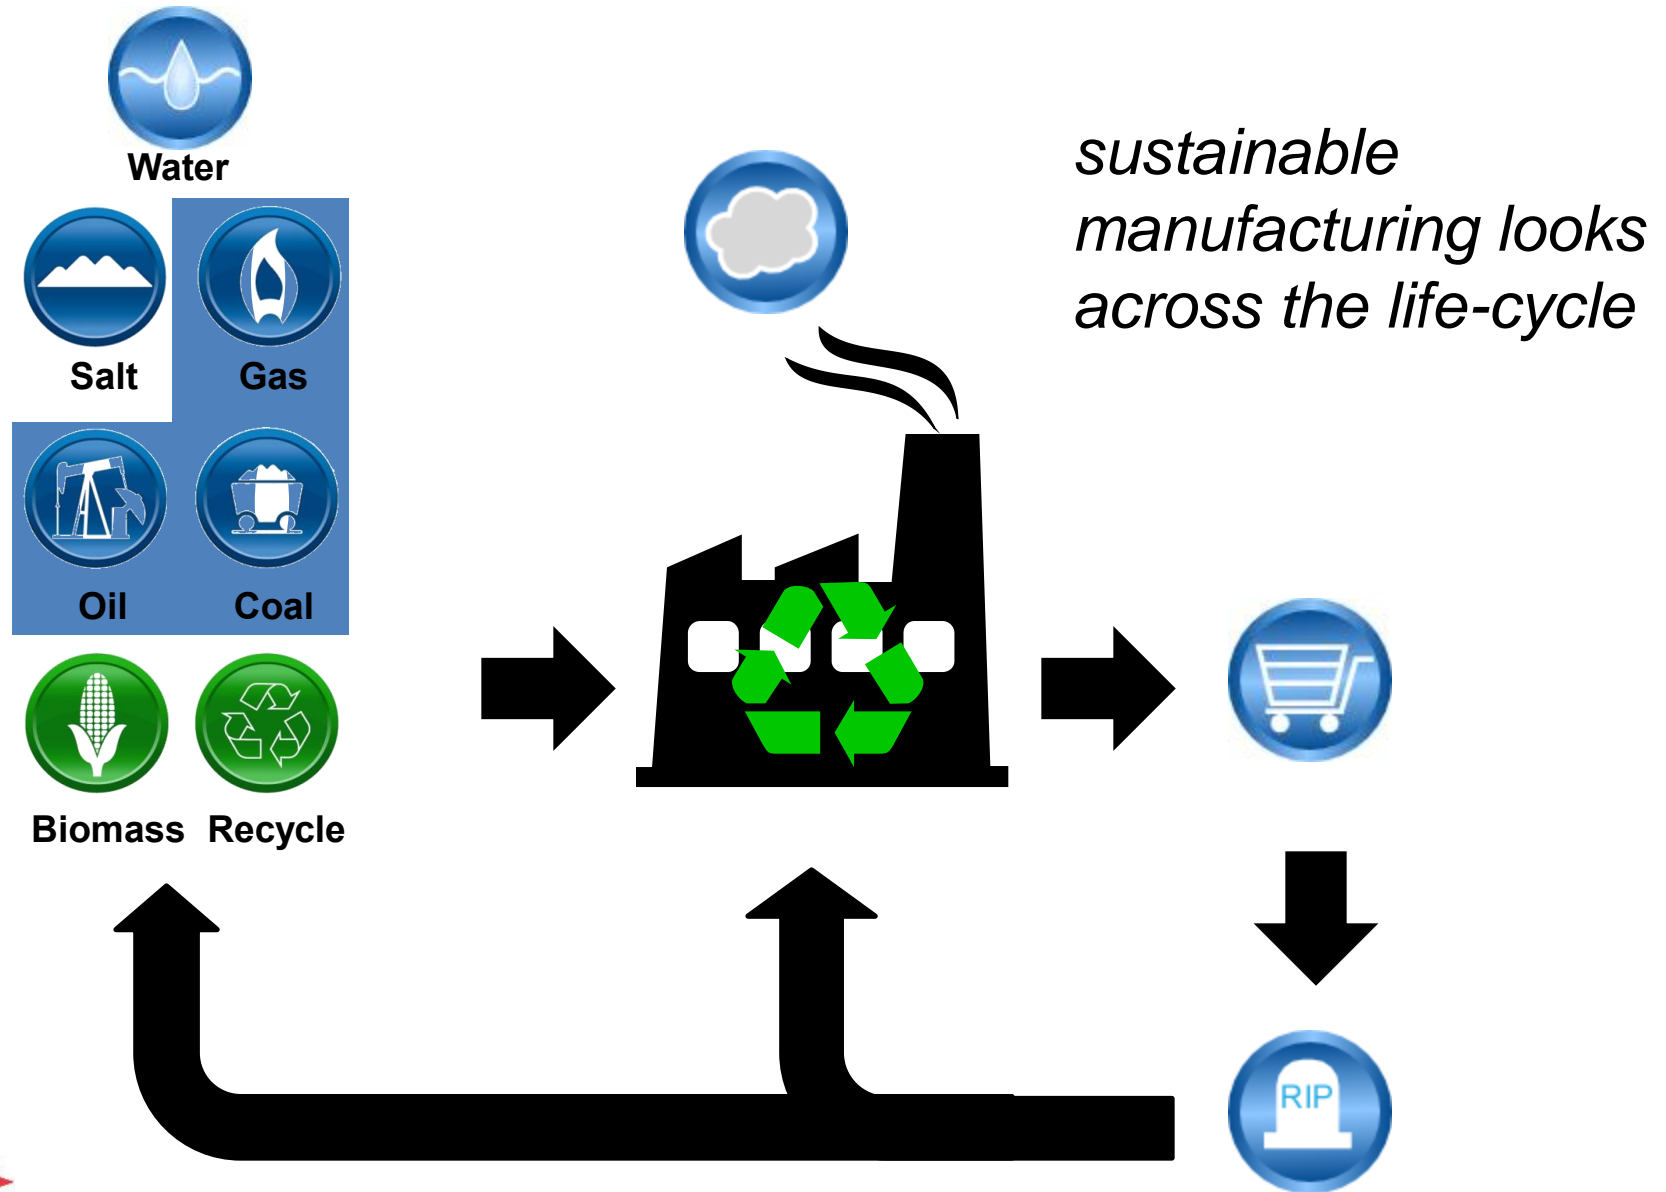 Water
sustainable
manufacturing looks
across the life-cycle
Salt Gas
Oil Coal
Biomass Recycle
RIP